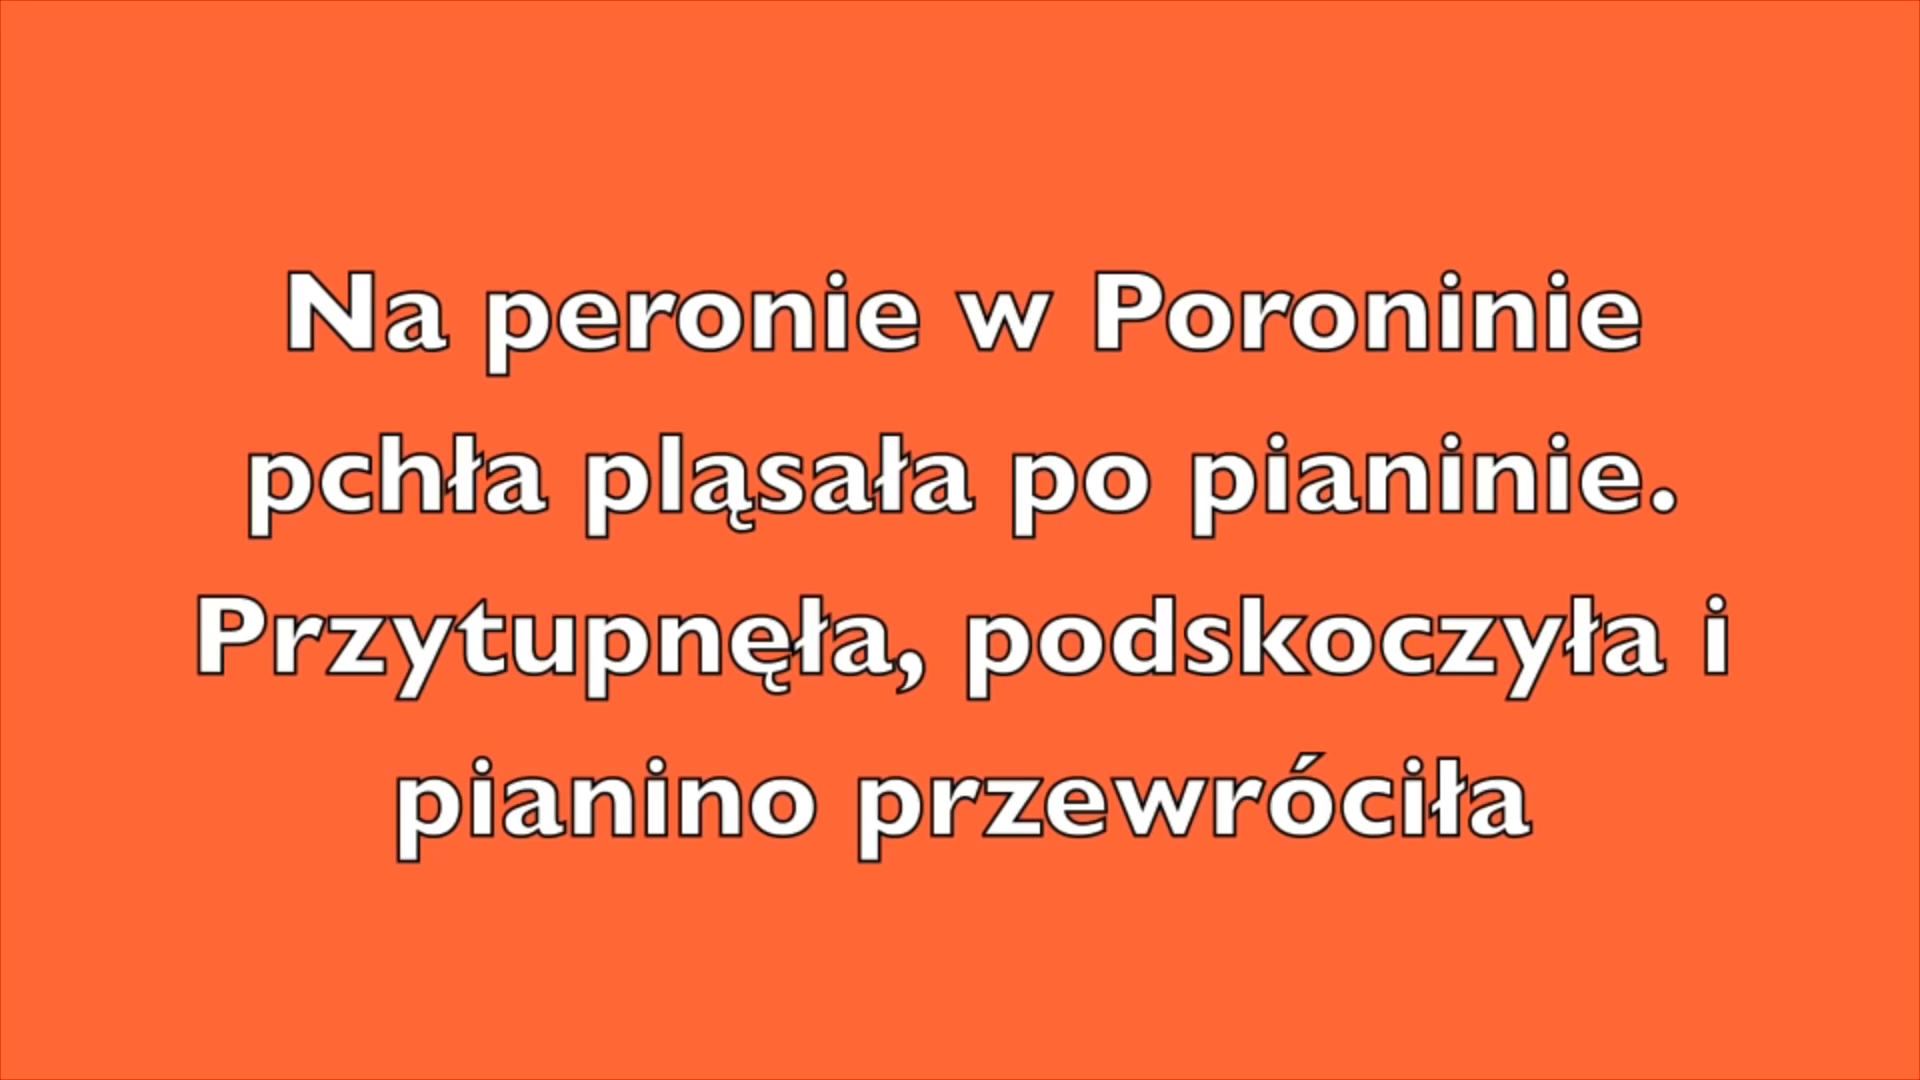 Na peronie w Poroninie
pchła pląsała po pianinie.
Przytupnęła, podskoczyła i
pianino przewróciła